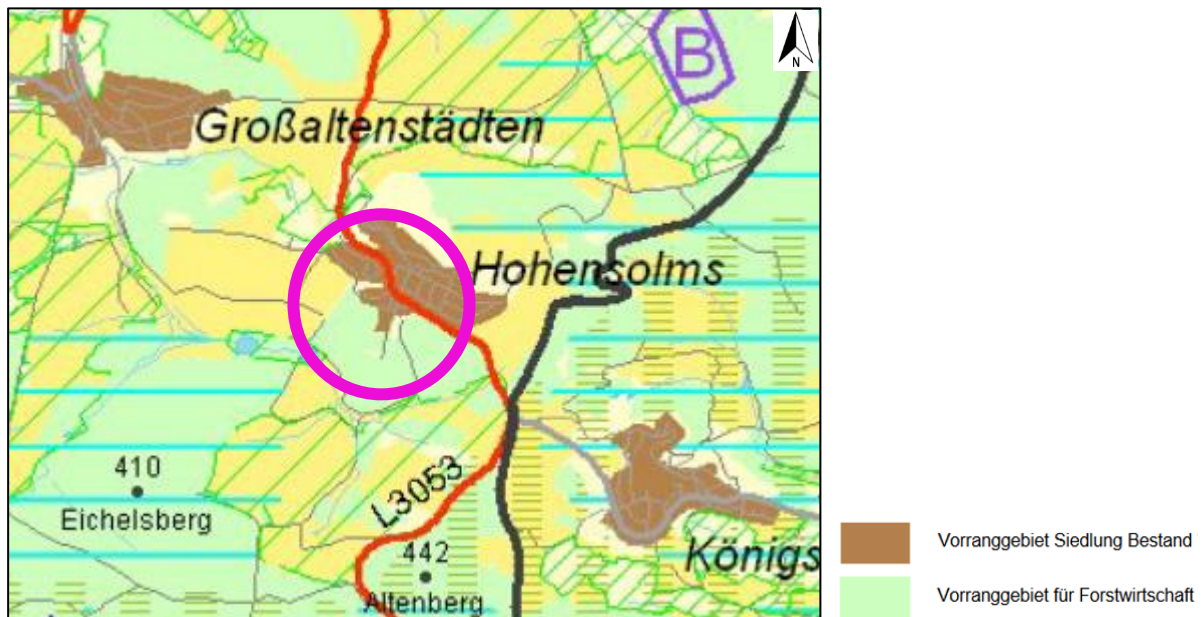 N
B
Großaltenstädten
Hohensolms
410
Eichelsberg
L3053
442
Altenberg
Königs
Vorranggebiet Siedlung Bestand
Vorranggebiet für Forstwirtschaft